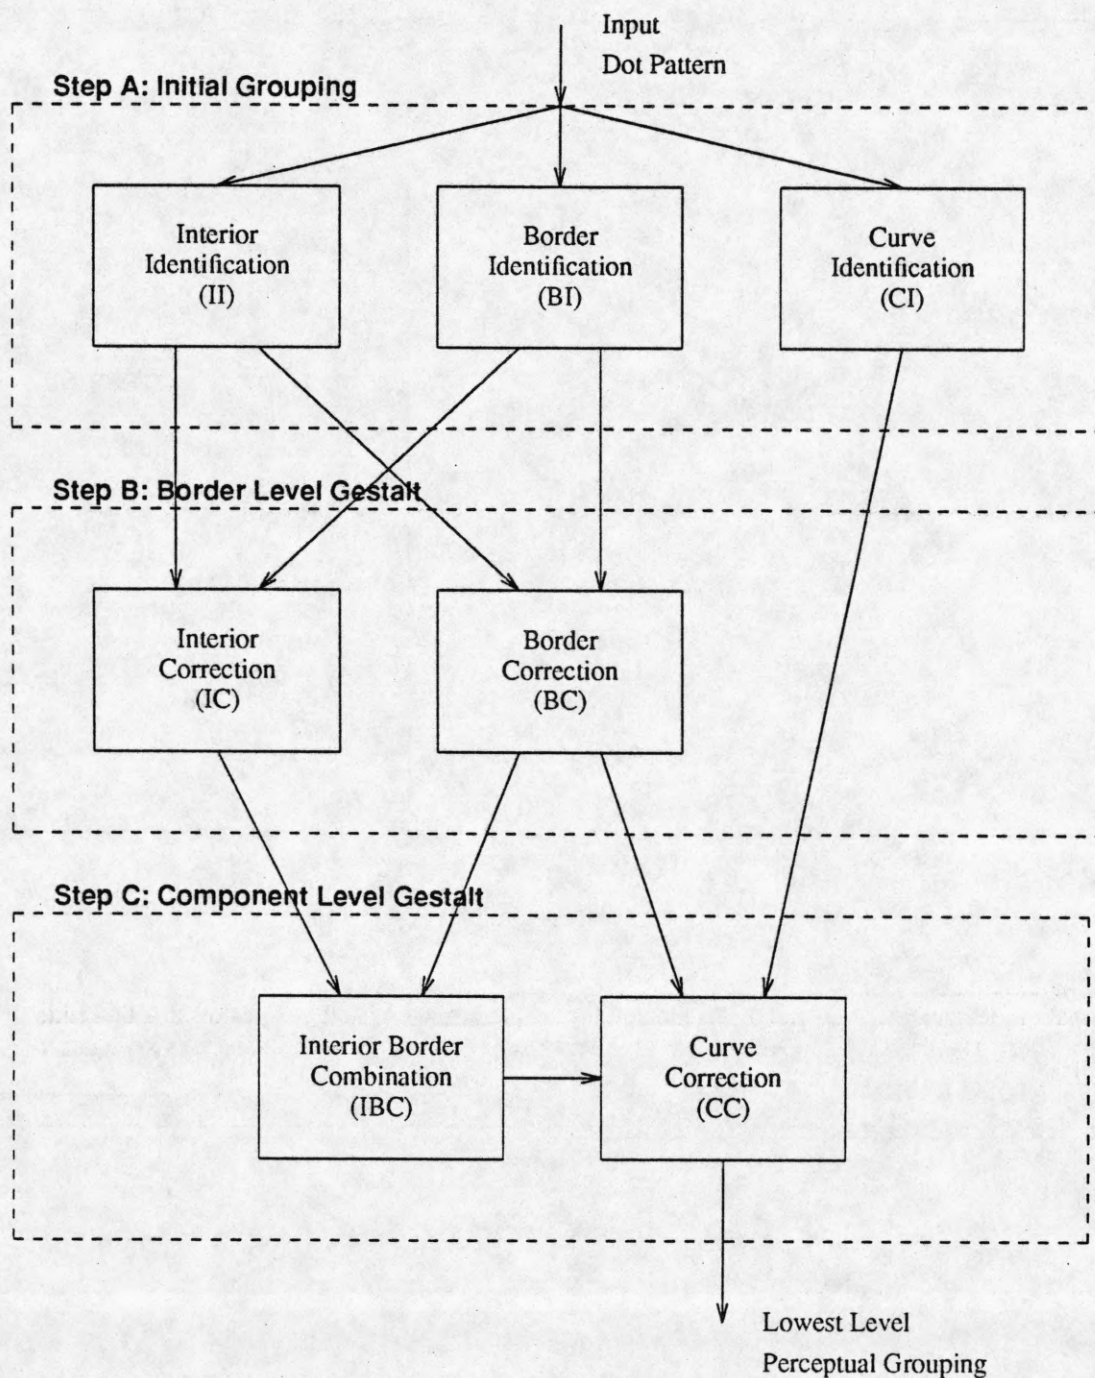 Input
Dot Pattern
Step A: Initial Grouping
Interior
Identification
(II)
Border
Identification
(BI)
Curve
Identification
(CI)
Step B: Border Level Gestalt
Interior
Correction
(IC)
Border
Correction
(BC)
Step C: Component Level Gestalt
Interior Border
Combination
(IBC)
Curve
Correction
(CC)
Lowest Level
Perceptual Grouping